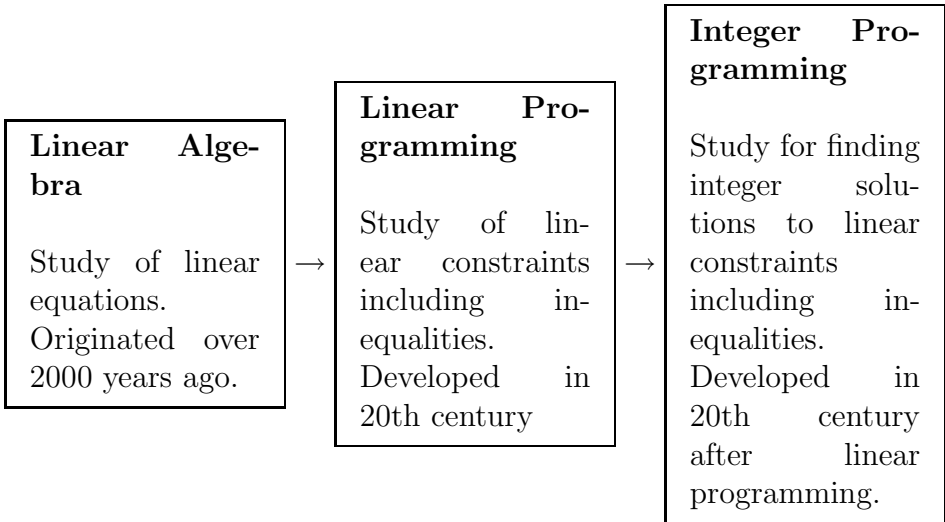 Linear Alge-
bra
Study of linear
equations.
Originated over
2000 years ago.
→
Linear Pro-
gramming
Study of lin-
ear constraints
including in-
equalities.
Developed in
20th century
→
Integer Pro-
gramming
Study for finding
integer solu-
tions to linear
constraints
including in-
equalities.
Developed in
20th century
after linear
programming.